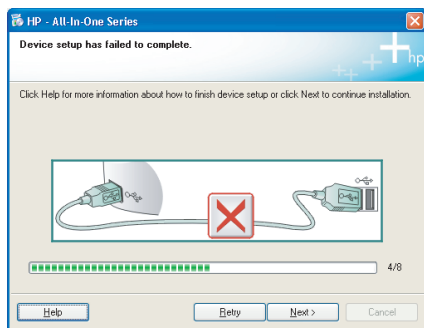 HP - All-In-One Series
Device setup has failed to complete.
hp
Click Help for more information about how to finish device setup or click Next to continue installation.
4/8
Help
Retry
Next >
Cancel